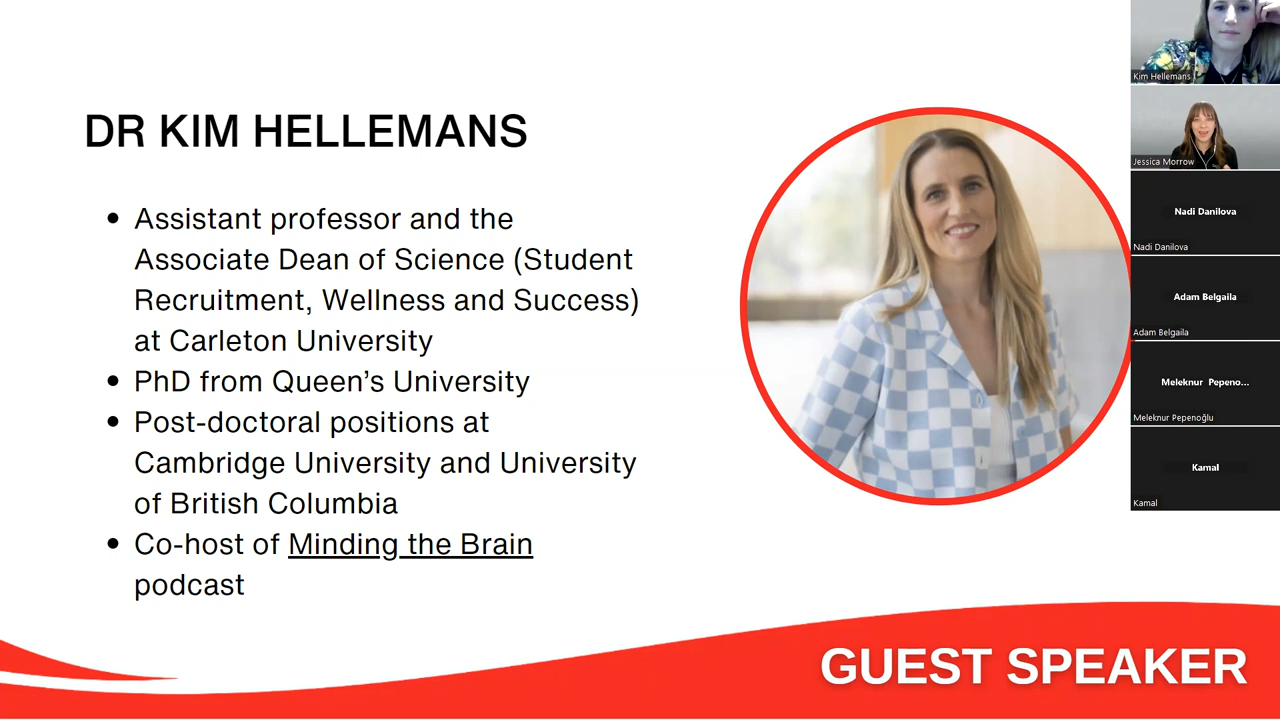 DR KIM HELLEMANS
• Assistant professor and the
Associate Dean of Science (Student
Recruitment, Wellness and Success)
at Carleton University
• PhD from Queen’s University
• Post-doctoral positions at
Cambridge University and University
of British Columbia
• Co-host of Minding the Brain
podcast
GUEST SPEAKER
Kim Hellemans
Jessica Morrow
Nadi Danilova
Nadi Danilova
Adam Belgaila
Adam Belgaila
Meleknur Pepeno...
Meleknur Pepenoğlu
Kamal
Kamal